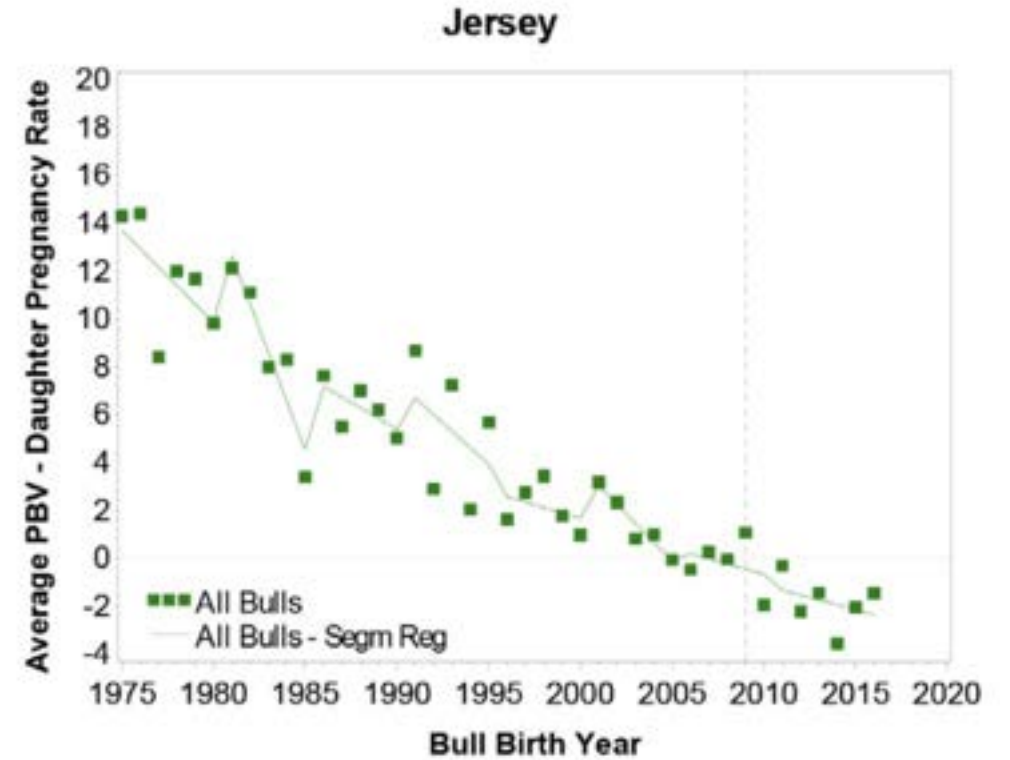 Jersey
Average PBV - Daughter Pregnancy Rate
20
18
16
14
12
10
8
6
4
2
0
-2
-4
All Bulls
All Bulls - Segm Reg
1975 1980 1985 1990 1995 2000 2005 2010 2015 2020
Bull Birth Year